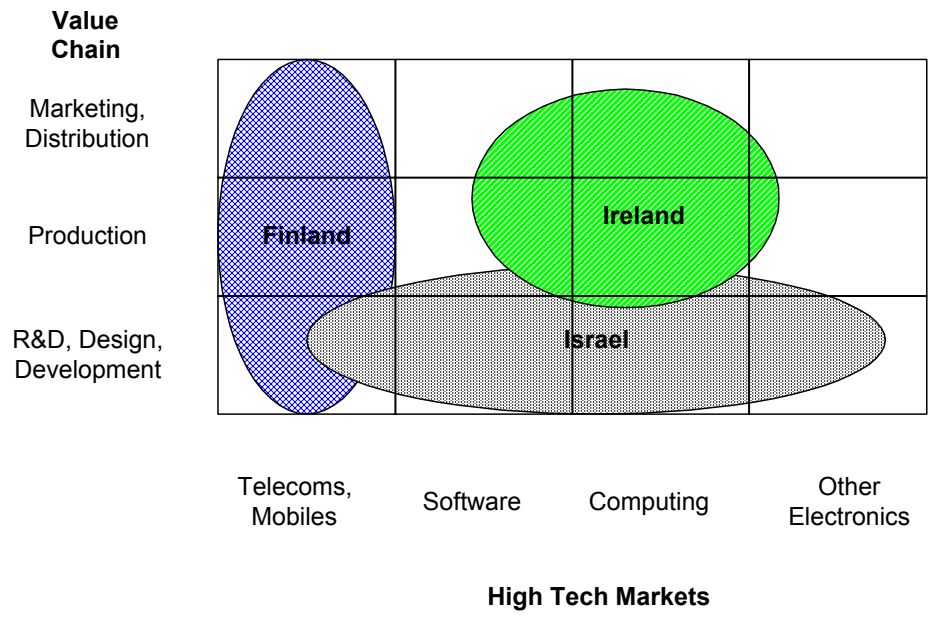 Value
Chain
Marketing,
Distribution
Production
R&D, Design,
Development
Finland
Ireland
Israel
Telecoms,
Mobiles
Software
Computing
Other
Electronics
High Tech Markets